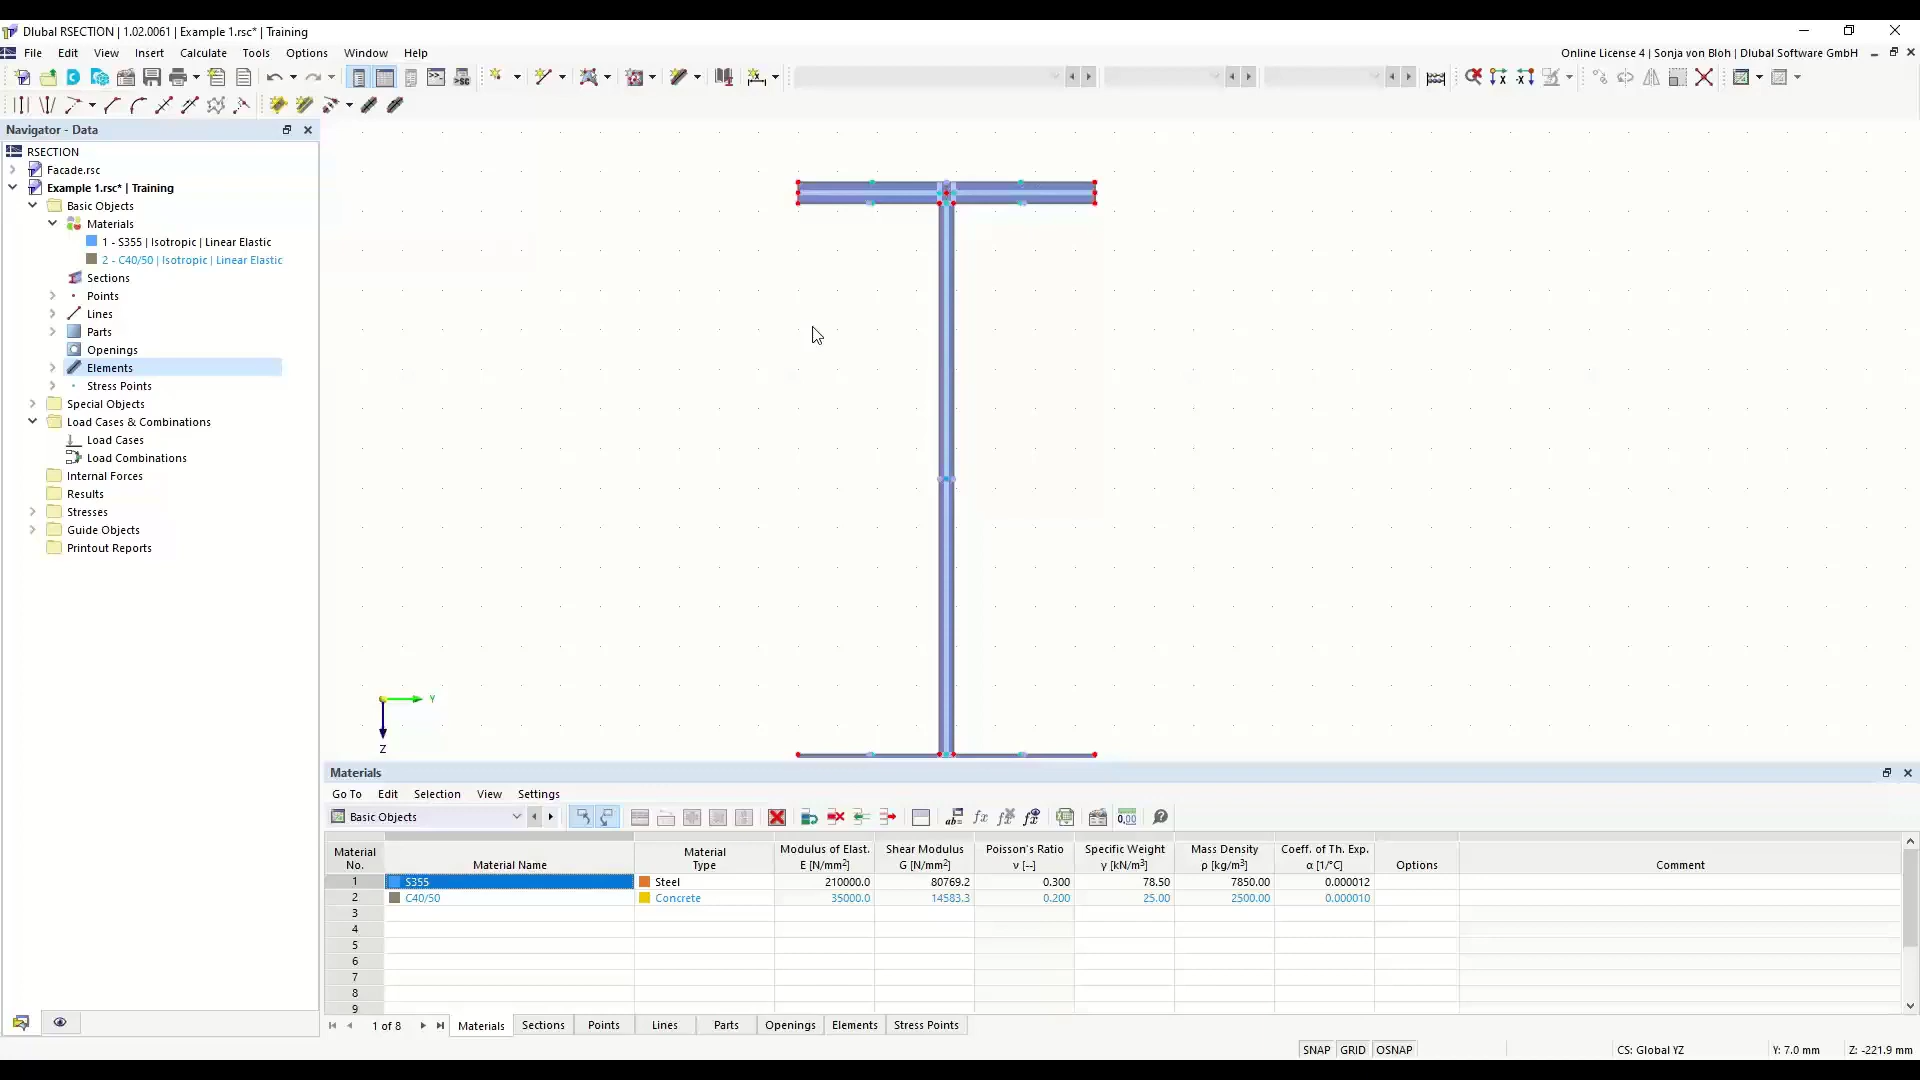 Dlubal RSECTION | 1.02.0061 | Example 1.rsc* | Training
File Edit View Insert Calculate Tools Options Window Help
Online License 4 | Sonja von Bloh | Dlubal Software GmbH
Navigator - Data
RSECTION
Facade.rsc
Example 1.rsc* | Training
Basic Objects
Materials
1 - S355 | Isotropic | Linear Elastic
2 - C40/50 | Isotropic | Linear Elastic
Sections
Points
Lines
Parts
Openings
Elements
Stress Points
Special Objects
Load Cases & Combinations
Load Cases
Load Combinations
Internal Forces
Results
Stresses
Guide Objects
Printout Reports
Y
Z
Materials
Go To Edit Selection View Settings
Basic Objects
Material No. Material Name Material Type Modulus of Elast. E [N/mm²] Shear Modulus G [N/mm²] Poisson's Ratio ν [--] Specific Weight γ [kN/m³] Mass Density ρ [kg/m³] Coeff. of Th. Exp. α [1/°C] Options Comment
1 S355 Steel 210000.0 80769.2 0.300 78.50 7850.00 0.000012
2 C40/50 Concrete 35000.0 14583.3 0.200 25.00 2500.00 0.000010
3
4
5
6
7
8
9
1 of 8 Materials Sections Points Lines Parts Openings Elements Stress Points
SNAP GRID OSNAP CS: Global YZ Y: 7.0 mm Z: -221.9 mm